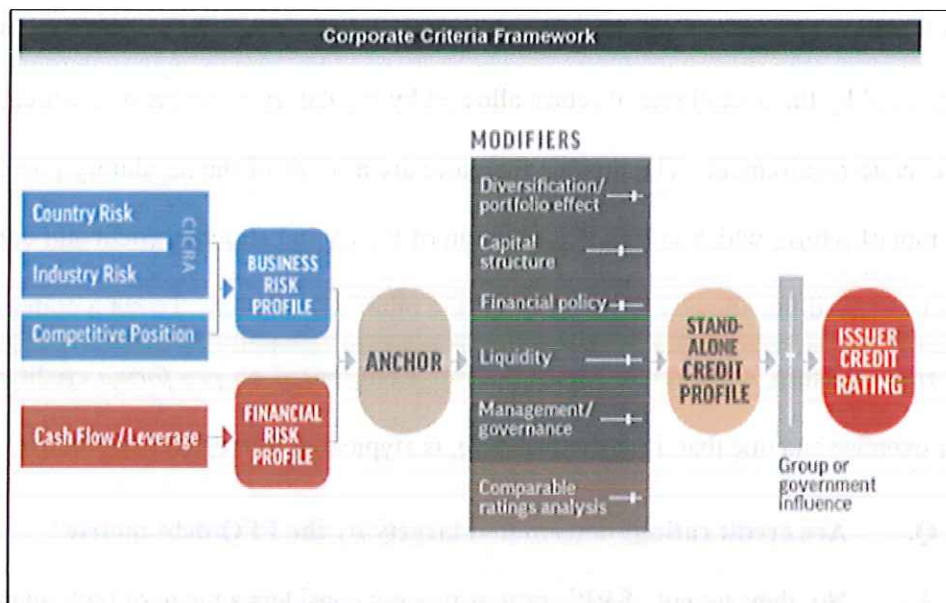 Corporate Criteria Framework
MODIFIERS
Country Risk
Industry Risk
CICRA
Competitive Position
Cash Flow / Leverage
BUSINESS
RISK
PROFILE
FINANCIAL
RISK
PROFILE
ANCHOR
Diversification/
portfolio effect
Capital
structure
Financial policy
Liquidity
Management/
governance
Comparable
ratings analysis
STAND-
ALONE
CREDIT
PROFILE
Group or
government
influence
ISSUER
CREDIT
RATING